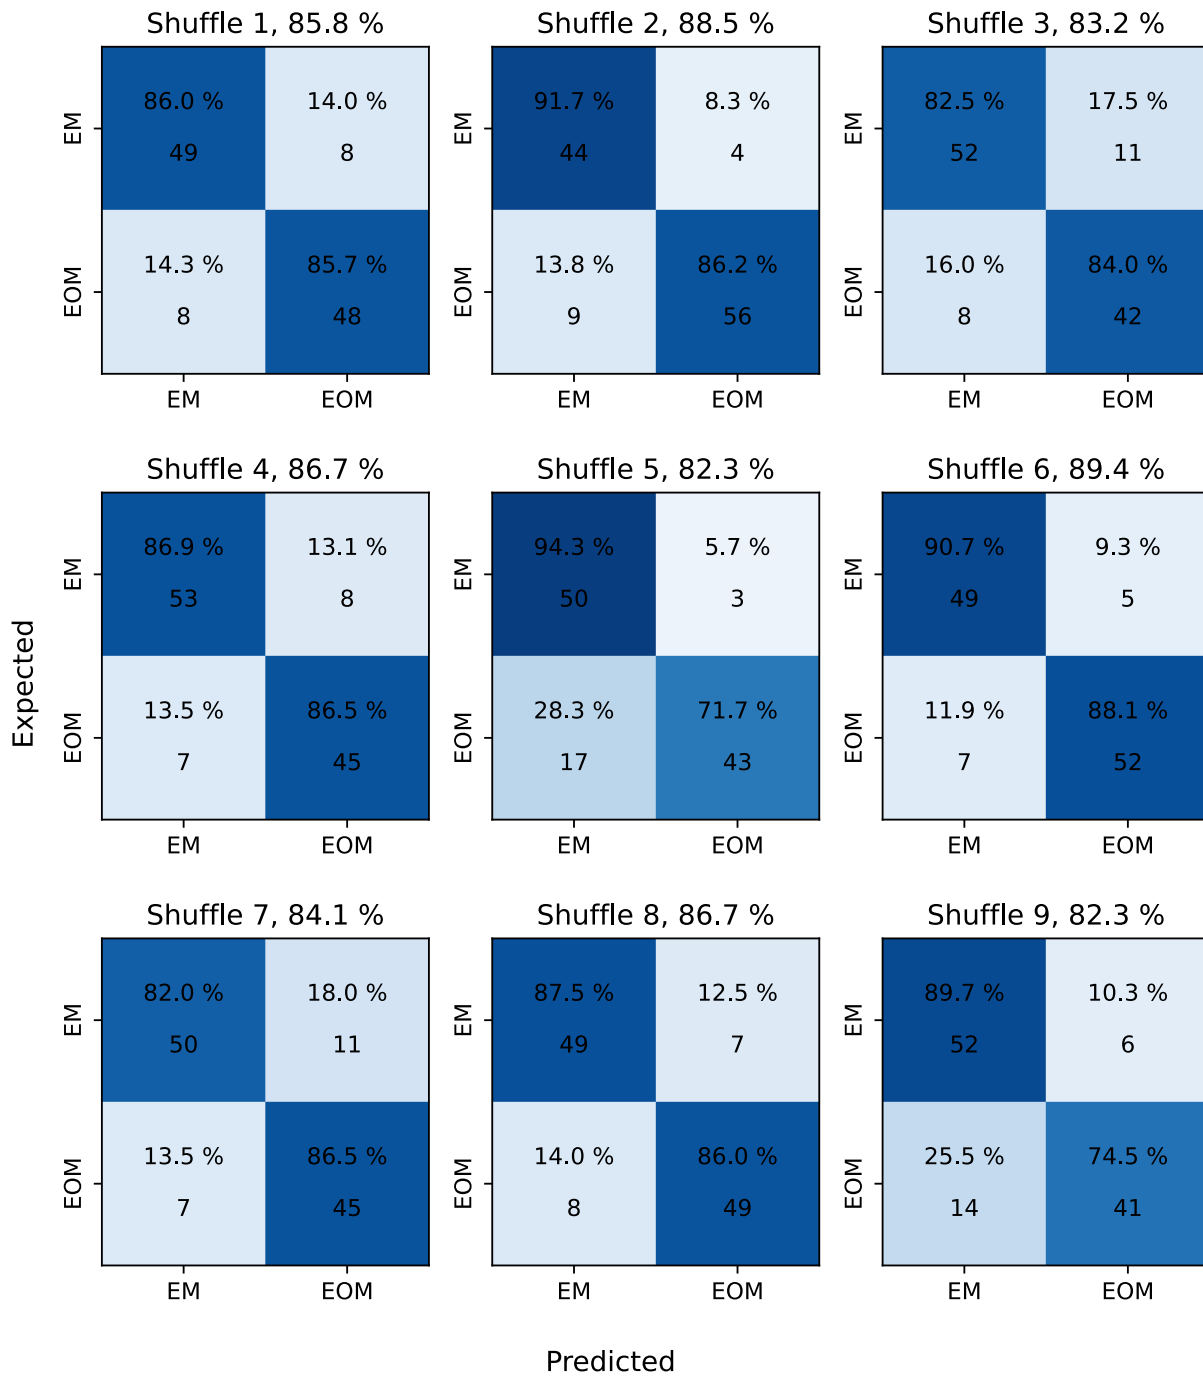 Shuffle 1, 85.8 %
Shuffle 2, 88.5 %
Shuffle 3, 83.2 %
EM
86.0 %
14.0 %
49
8
EOM
14.3 %
85.7 %
8
48
EM
EOM
EM
91.7 %
8.3 %
44
4
EOM
13.8 %
86.2 %
9
56
EM
EOM
EM
82.5 %
17.5 %
52
11
EOM
16.0 %
84.0 %
8
42
EM
EOM
Shuffle 4, 86.7 %
Shuffle 5, 82.3 %
Shuffle 6, 89.4 %
Expected
EM
86.9 %
13.1 %
53
8
EOM
13.5 %
86.5 %
7
45
EM
EOM
EM
94.3 %
5.7 %
50
3
EOM
28.3 %
71.7 %
17
43
EM
EOM
EM
90.7 %
9.3 %
49
5
EOM
11.9 %
88.1 %
7
52
EM
EOM
Shuffle 7, 84.1 %
Shuffle 8, 86.7 %
Shuffle 9, 82.3 %
EM
82.0 %
18.0 %
50
11
EOM
13.5 %
86.5 %
7
45
EM
EOM
EM
87.5 %
12.5 %
49
7
EOM
14.0 %
86.0 %
8
49
EM
EOM
EM
89.7 %
10.3 %
52
6
EOM
25.5 %
74.5 %
14
41
EM
EOM
Predicted